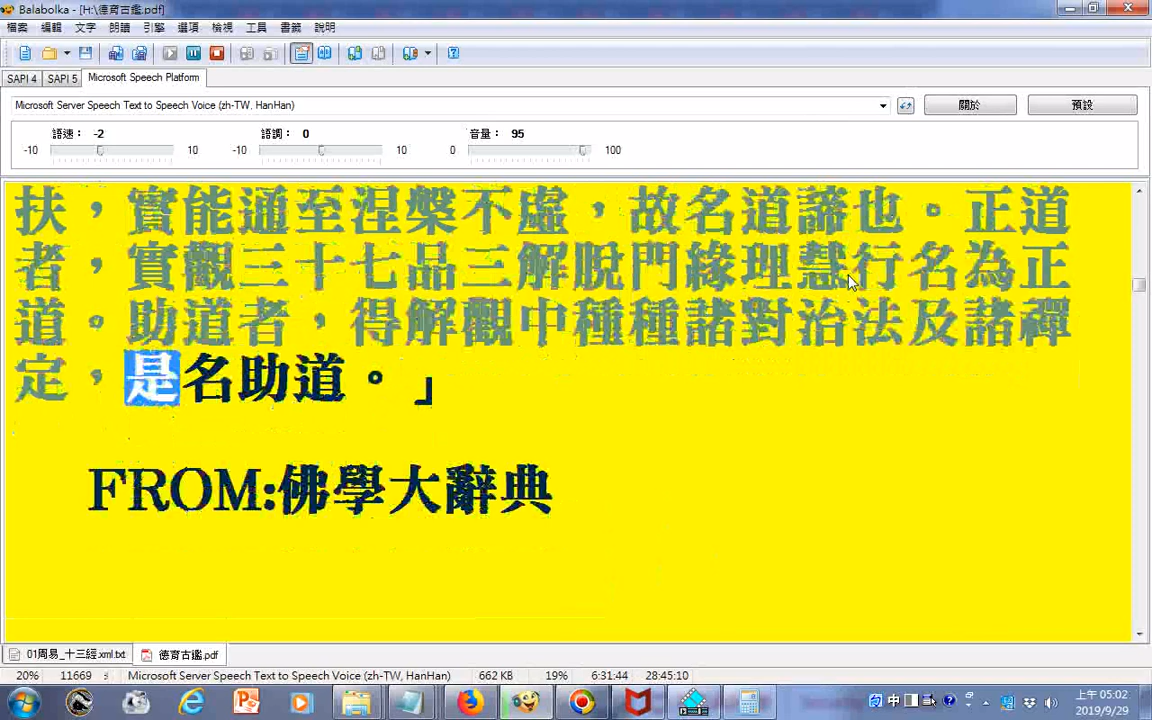 Balabolka - [H:\德育古鑑.pdf]
檔案 編輯 文字 朗讀 引擎 選項 檢視 工具 書籤 說明
SAPI 4 SAPI 5 Microsoft Speech Platform
Microsoft Server Speech Text to Speech Voice (zh-TW, HanHan)
關於 預設
語速： -2 語調： 0 音量： 95
-10 10 -10 10 0 100
扶，實能通至涅槃不虛，故名道諦也。正道
者，實觀三十七品三解脫門緣理慧行名為正
道。助道者，得解觀中種種諸對治法及諸禪
定，是名助道。」
FROM:佛學大辭典
01周易_十三經.xml.txt 德育古鑑.pdf
20% 11669 Microsoft Server Speech Text to Speech Voice (zh-TW, HanHan) 662 KB 19% 6:31:44 28:45:10
中
上午 05:02
2019/9/29